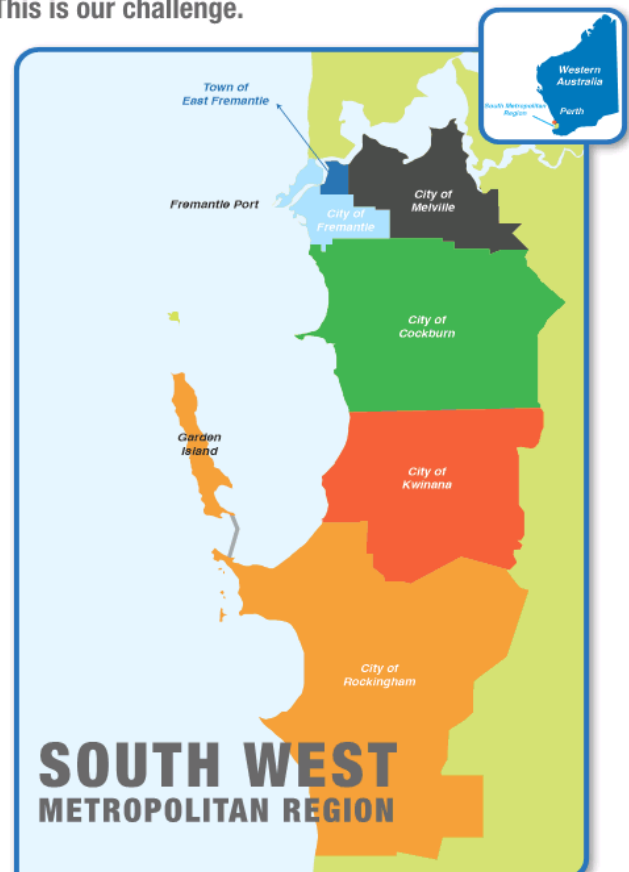 This is our challenge.
Western
Australia
South Metropolitan
Region
Perth
Town of
East Fremantle
Fremantle Port
City of
Melville
City of
Fremantle
City of
Cockburn
Garden
Island
City of
Kwinana
City of
Rockingham
SOUTH WEST
METROPOLITAN REGION